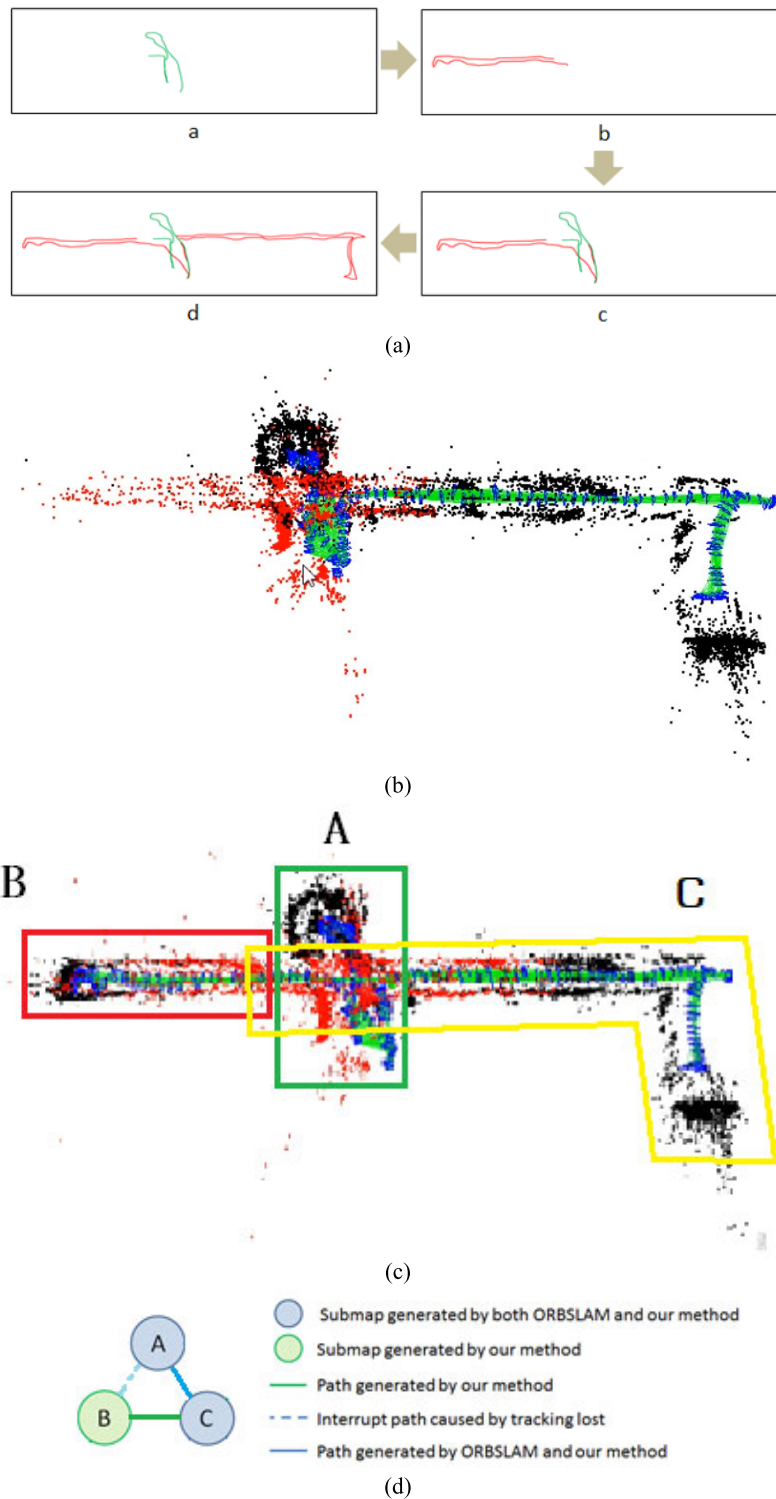 a
b
d
c
(a)
(b)
A
B
C
(c)
A
B
C
Submap generated by both ORBSLAM and our method
Submap generated by our method
Path generated by our method
Interrupt path caused by tracking lost
Path generated by ORBSLAM and our method
(d)